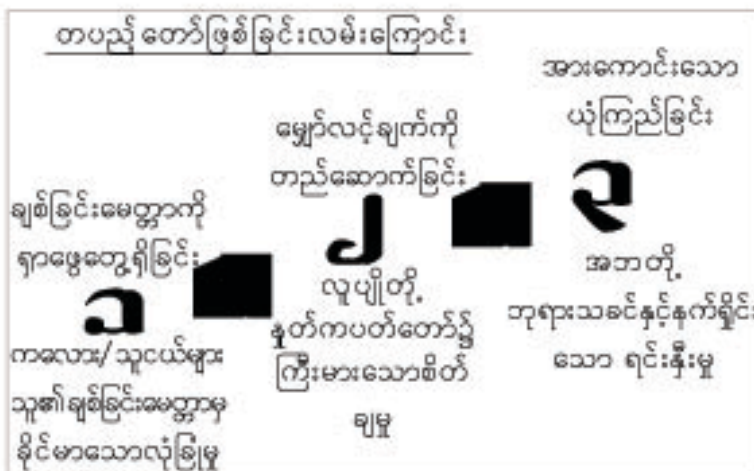 တပည့်တော်ဖြစ်ခြင်းလမ်းကြောင်း
ချစ်ခြင်းမေတ္တာကို
ရှာဖွေတွေ့ရှိခြင်း
၁
ကလေား/သူငယ်များ
သူ၏ချစ်ခြင်းမေတ္တာမှ
ခိုင်မာသောလုံခြုံမှု
မျှော်လင့်ချက်ကို
တည်ဆောက်ခြင်း
၂
လူပျိုတို့
နှုတ်ကပတ်တော်၌
ကြီးမားသောစိတ်
ချမှု
အားကောင်းသော
ယုံကြည်ခြင်း
၃
အဘတို့
ဘုရားသခင်နှင့်နက်ရှိုင်း
သော ရင်းနှီးမှု